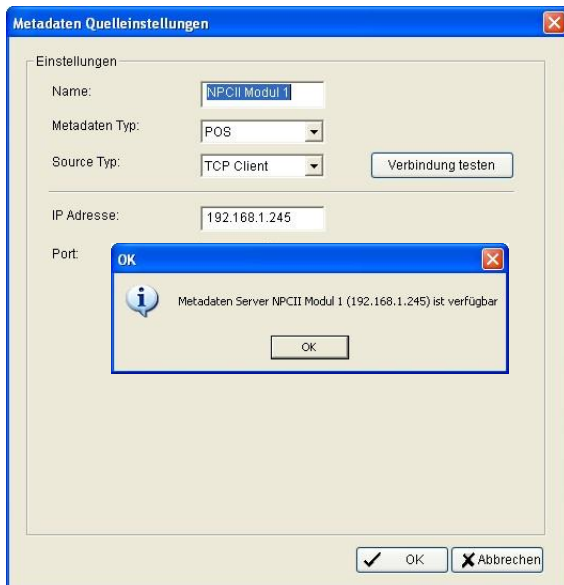 Metadaten Quelleinstellungen
Einstellungen
Name: NPCII Modul 1
Metadaten Typ: POS
Source Typ: TCP Client Verbindung testen
IP Adresse: 192.168.1.245
Port:
OK
Metadaten Server NPCII Modul 1 (192.168.1.245) ist verfügbar
OK
OK Abbrechen